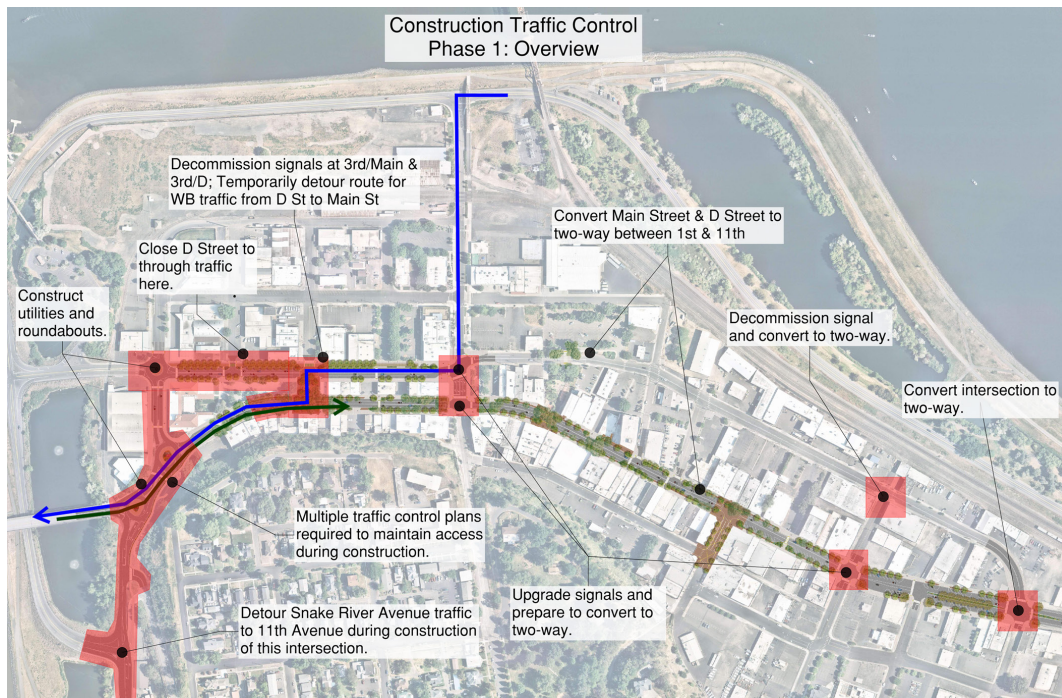 Construction Traffic Control
Phase 1: Overview
Decommission signals at 3rd/Main &
3rd/D; Temporarily detour route for
WB traffic from D St to Main St
Convert Main Street & D Street to
two-way between 1st & 11th
Close D Street to
through traffic
here.
Construct
utilities and
roundabouts.
Decommission signal
and convert to two-way.
Convert intersection to
two-way.
Multiple traffic control plans
required to maintain access
during construction.
Upgrade signals and
prepare to convert to
two-way.
Detour Snake River Avenue traffic
to 11th Avenue during construction
of this intersection.